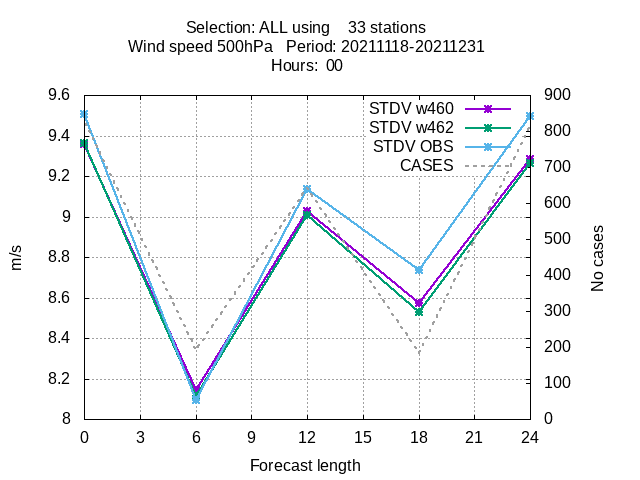 Selection: ALL using 33 stations
Wind speed 500hPa Period: 20211118-20211231
Hours: 00
9.6
9.4
9.2
9
8.8
8.6
8.4
8.2
8
m/s
STDV w460
STDV w462
STDV OBS
CASES
900
800
700
600
500
400
300
200
100
0
No cases
0 3 6 9 12 15 18 21 24
Forecast length